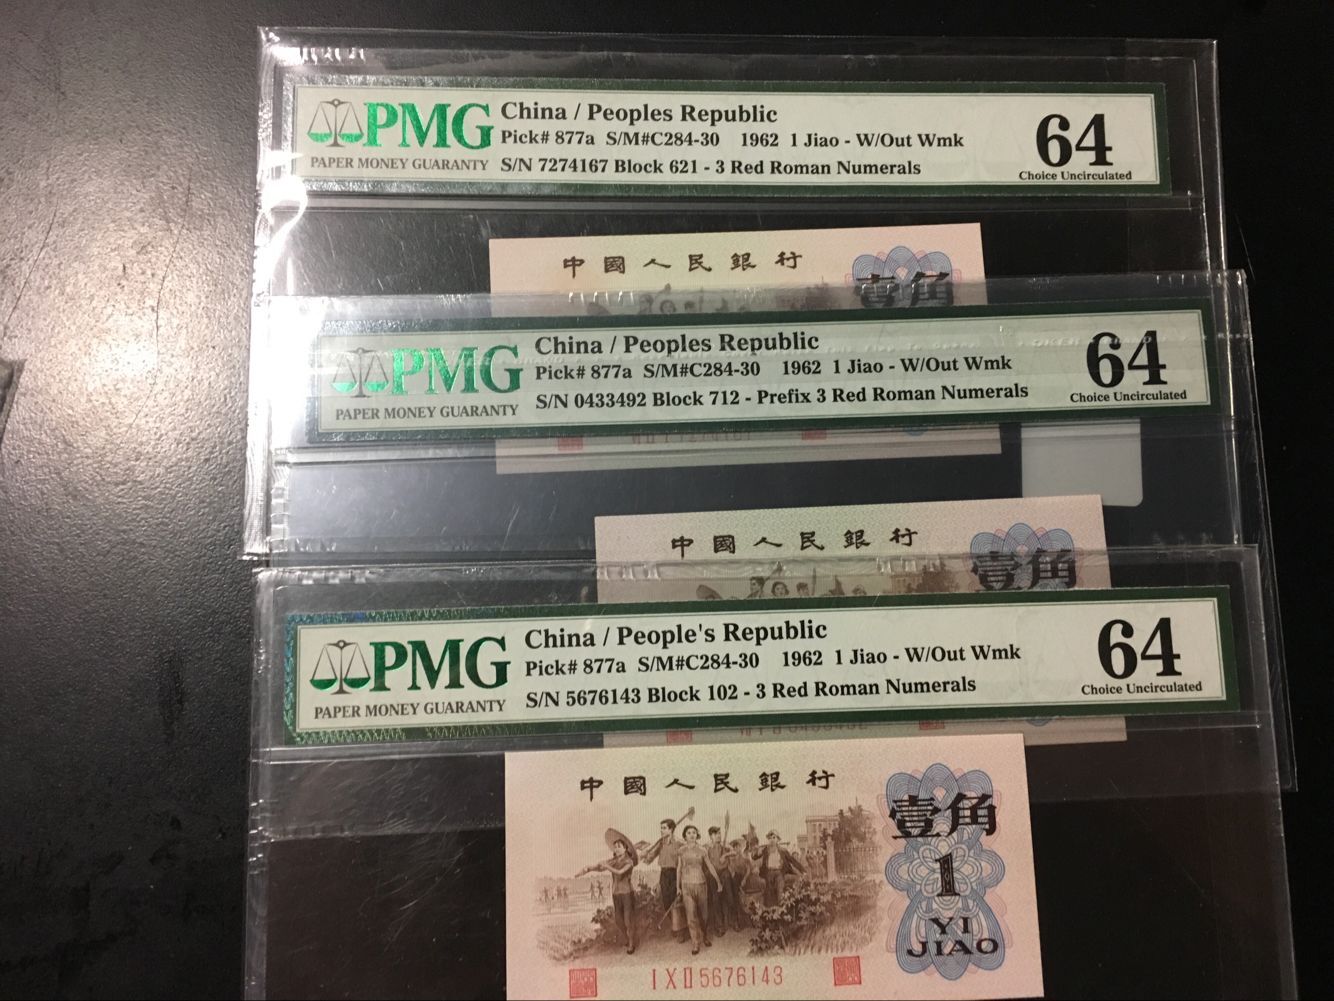 PMG
PAPER MONEY GUARANTY
China / Peoples Republic
Pick# 877a S/M#C284-30 1962 1 Jiao - W/Out Wmk
S/N 7274167 Block 621 - 3 Red Roman Numerals
64
Choice Uncirculated
中國人民銀行
壹角
PMG
PAPER MONEY GUARANTY
China / Peoples Republic
Pick# 877a S/M#C284-30 1962 1 Jiao - W/Out Wmk
S/N 0433492 Block 712 - Prefix 3 Red Roman Numerals
64
Choice Uncirculated
中國人民銀行
壹角
PMG
PAPER MONEY GUARANTY
China / People's Republic
Pick# 877a S/M#C284-30 1962 1 Jiao - W/Out Wmk
S/N 5676143 Block 102 - 3 Red Roman Numerals
64
Choice Uncirculated
中國人民銀行
壹角
1
YI
JIAO
I X II 5676143